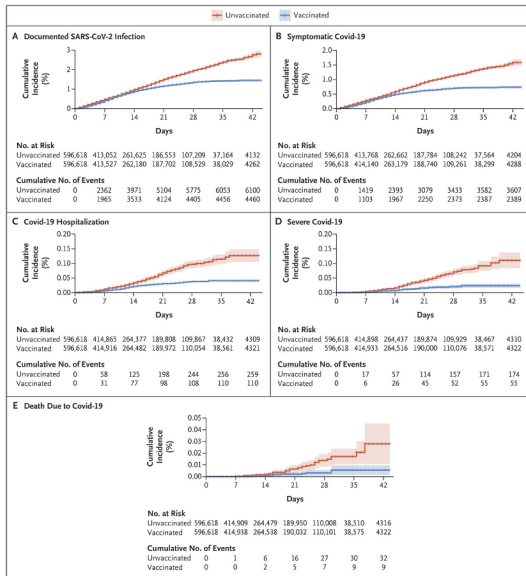 Unvaccinated Vaccinated
A Documented SARS-CoV-2 Infection
Cumulative Incidence (%)
3
2
1
0
0 7 14 21 28 35 42
Days
No. at Risk
Unvaccinated 596,618 413,052 261,625 186,553 107,209 37,164 4132
Vaccinated 596,618 413,527 262,180 187,702 108,529 38,029 4262
Cumulative No. of Events
Unvaccinated 0 2362 3971 5104 5775 6053 6100
Vaccinated 0 1965 3533 4124 4405 4456 4460
B Symptomatic Covid-19
Cumulative Incidence (%)
2.0
1.5
1.0
0.5
0.0
0 7 14 21 28 35 42
Days
No. at Risk
Unvaccinated 596,618 413,768 262,662 187,784 108,242 37,564 4204
Vaccinated 596,618 414,140 263,179 188,740 109,261 38,299 4288
Cumulative No. of Events
Unvaccinated 0 1419 2393 3079 3433 3582 3607
Vaccinated 0 1103 1967 2250 2373 2387 2389
C Covid-19 Hospitalization
Cumulative Incidence (%)
0.20
0.15
0.10
0.05
0.00
0 7 14 21 28 35 42
Days
No. at Risk
Unvaccinated 596,618 414,865 264,377 189,808 109,867 38,432 4309
Vaccinated 596,618 414,916 264,482 189,972 110,054 38,561 4321
Cumulative No. of Events
Unvaccinated 0 58 125 198 244 256 259
Vaccinated 0 31 77 98 108 110 110
D Severe Covid-19
Cumulative Incidence (%)
0.20
0.15
0.10
0.05
0.00
0 7 14 21 28 35 42
Days
No. at Risk
Unvaccinated 596,618 414,898 264,437 189,874 109,929 38,467 4310
Vaccinated 596,618 414,933 264,516 190,000 110,076 38,571 4322
Cumulative No. of Events
Unvaccinated 0 17 57 114 157 171 174
Vaccinated 0 6 26 45 52 55 55
E Death Due to Covid-19
Cumulative Incidence (%)
0.05
0.04
0.03
0.02
0.01
0.00
0 7 14 21 28 35 42
Days
No. at Risk
Unvaccinated 596,618 414,909 264,479 189,950 110,008 38,510 4316
Vaccinated 596,618 414,938 264,538 190,032 110,101 38,575 4322
Cumulative No. of Events
Unvaccinated 0 1 6 16 27 30 32
Vaccinated 0 0 2 5 7 9 9